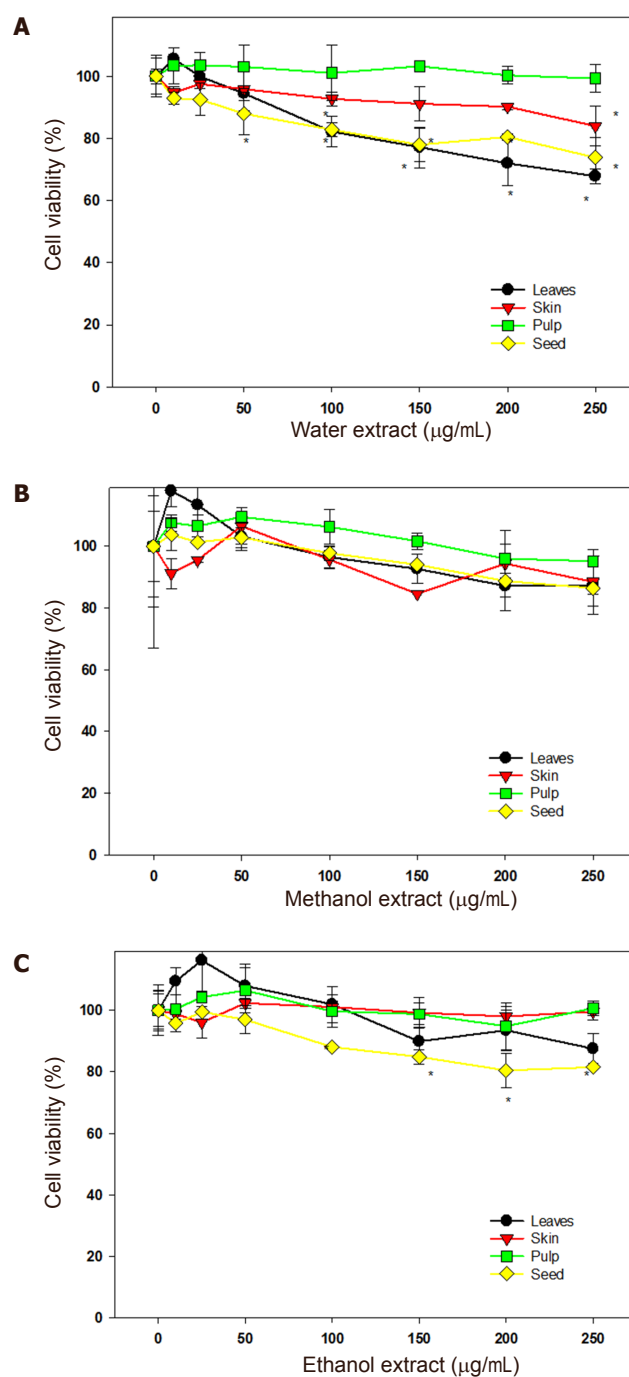 A
Cell viability (%)
100
80
60
40
20
0
Leaves
Skin
Pulp
Seed
* * * * * * * * * * *
0 50 100 150 200 250
Water extract (µg/mL)
B
Cell viability (%)
100
80
60
40
20
0
Leaves
Skin
Pulp
Seed
0 50 100 150 200 250
Methanol extract (µg/mL)
C
Cell viability (%)
100
80
60
40
20
0
* * *
Leaves
Skin
Pulp
Seed
0 50 100 150 200 250
Ethanol extract (µg/mL)